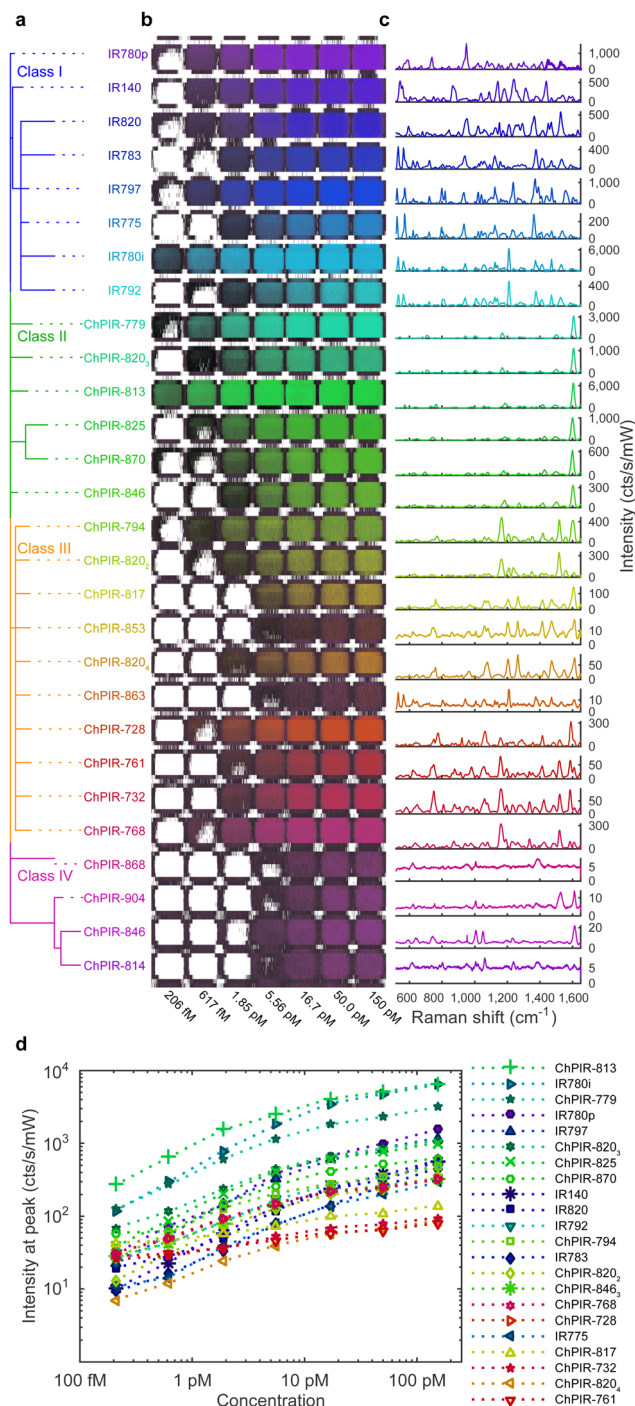 a
b
c
Class I
Class II
Class III
Class IV
IR780p
IR140
IR820
IR783
IR797
IR775
IR780i
IR792
ChPIR-779
ChPIR-820₃
ChPIR-813
ChPIR-825
ChPIR-870
ChPIR-846
ChPIR-794
ChPIR-820₂
ChPIR-817
ChPIR-853
ChPIR-820₄
ChPIR-863
ChPIR-728
ChPIR-761
ChPIR-732
ChPIR-768
ChPIR-868
ChPIR-904
ChPIR-846
ChPIR-814
206 fM 617 fM 1.85 pM 5.56 pM 16.7 pM 50.0 pM 150 pM
1,000
0
500
0
500
0
400
0
1,000
0
200
0
6,000
0
400
0
3,000
0
1,000
0
6,000
0
1,000
0
600
0
300
0
400
0
300
0
100
0
10
0
50
0
10
0
300
0
50
0
50
0
300
0
5
0
10
0
20
0
5
0
Intensity (cts/s/mW)
600 800 1,000 1,200 1,400 1,600
Raman shift (cm⁻¹)
d
Intensity at peak (cts/s/mW)
10⁴
10³
10²
10¹
100 fM 1 pM 10 pM 100 pM
Concentration
ChPIR-813
IR780i
ChPIR-779
IR780p
IR797
ChPIR-820₃
ChPIR-825
ChPIR-870
IR140
IR820
IR792
ChPIR-794
IR783
ChPIR-820₂
ChPIR-846₃
ChPIR-768
ChPIR-728
IR775
ChPIR-817
ChPIR-732
ChPIR-820₄
ChPIR-761